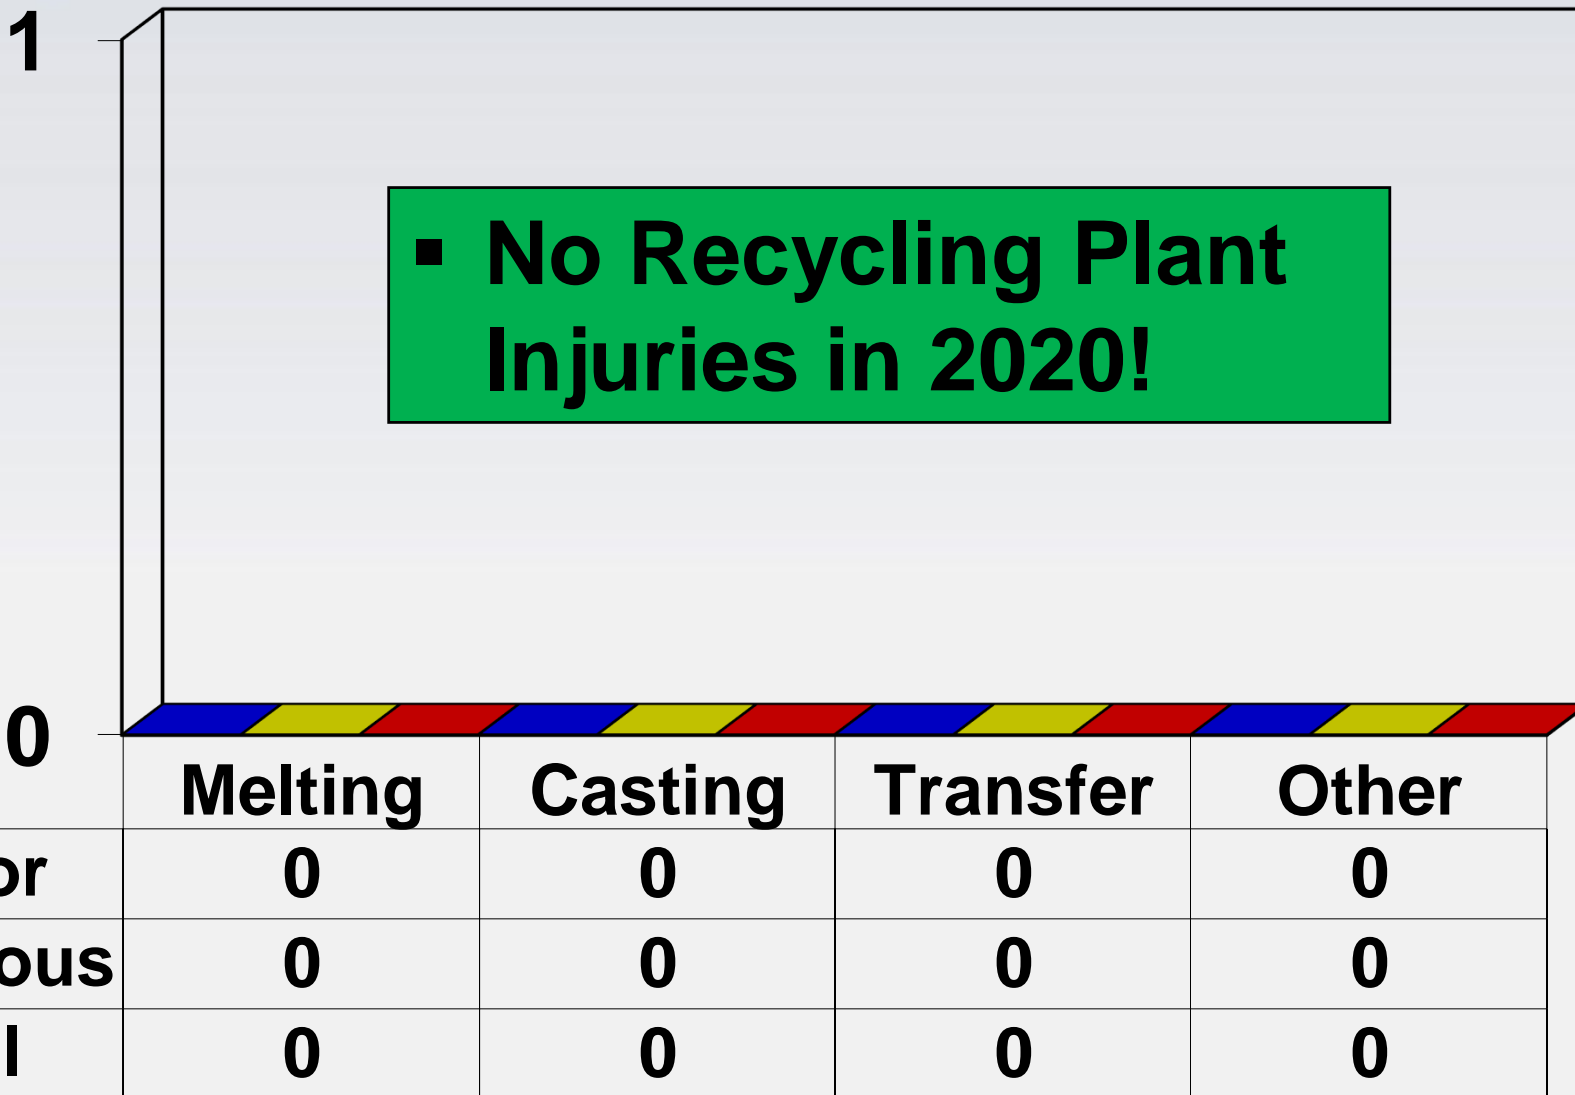 1
▪ No Recycling Plant
Injuries in 2020!
0
Melting Casting Transfer Other
or 0 0 0 0
ous 0 0 0 0
l 0 0 0 0